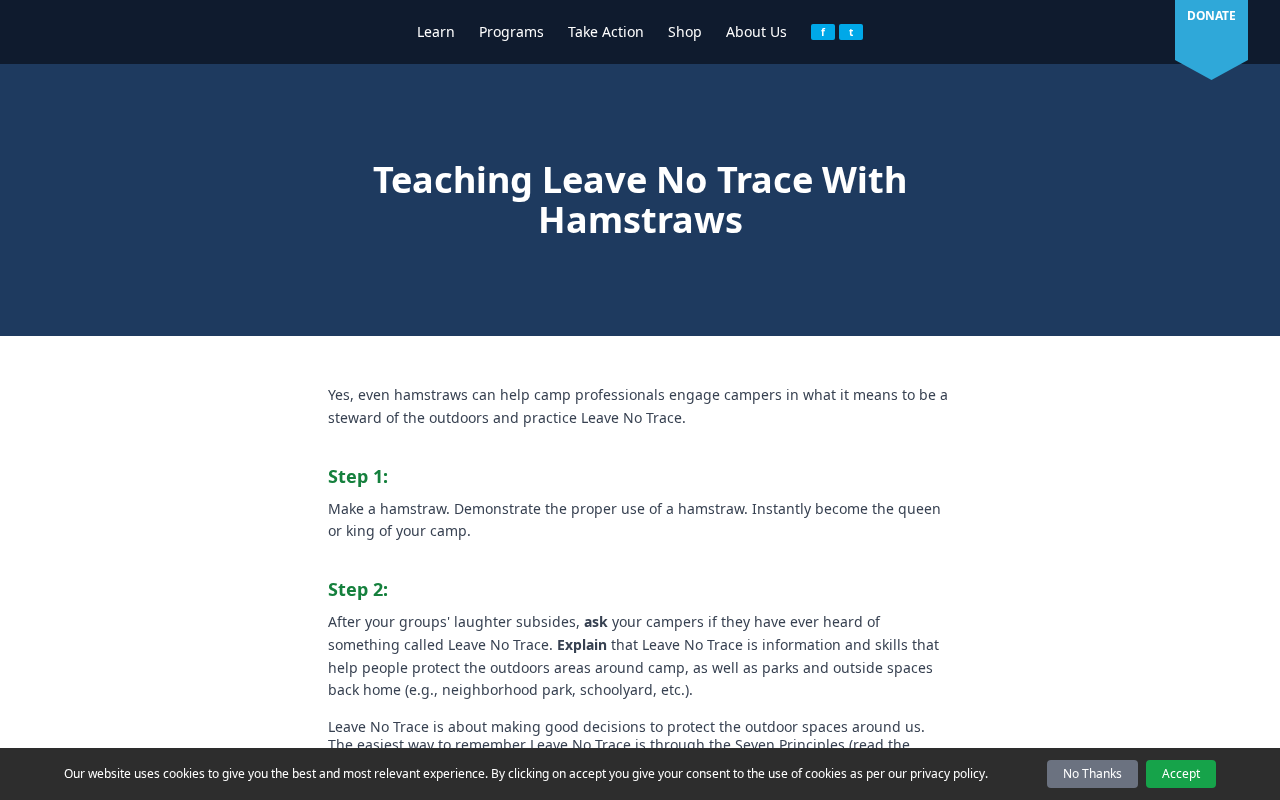 Learn Programs Take Action Shop About Us f t DONATE
Teaching Leave No Trace With
Hamstraws
Yes, even hamstraws can help camp professionals engage campers in what it means to be a
steward of the outdoors and practice Leave No Trace.
Step 1:
Make a hamstraw. Demonstrate the proper use of a hamstraw. Instantly become the queen
or king of your camp.
Step 2:
After your groups' laughter subsides, ask your campers if they have ever heard of
something called Leave No Trace. Explain that Leave No Trace is information and skills that
help people protect the outdoors areas around camp, as well as parks and outside spaces
back home (e.g., neighborhood park, schoolyard, etc.).
Leave No Trace is about making good decisions to protect the outdoor spaces around us.
The easiest way to remember Leave No Trace is through the Seven Principles (read the
Our website uses cookies to give you the best and most relevant experience. By clicking on accept you give your consent to the use of cookies as per our privacy policy. No Thanks Accept